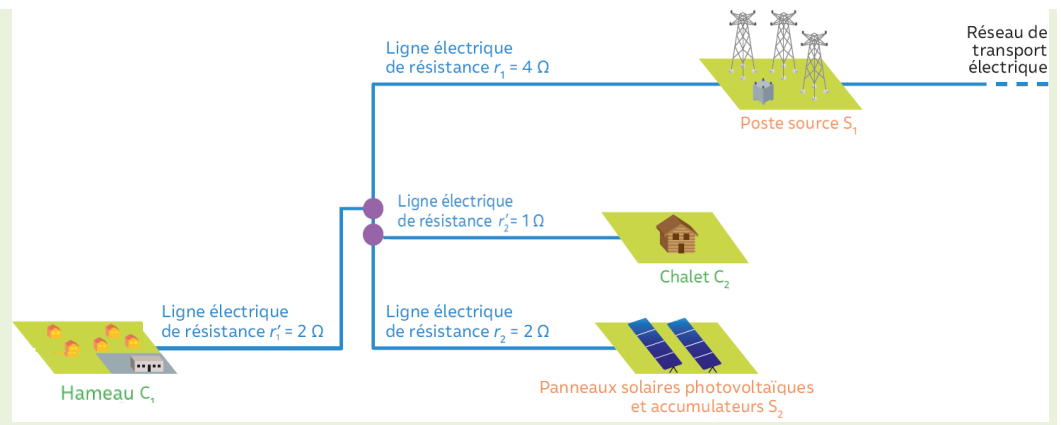 Ligne électrique
de résistance r₁ = 4 Ω
Réseau de
transport
électrique
Poste source S₁
Ligne électrique
de résistance r′₂ = 1 Ω
Chalet C₂
Ligne électrique
de résistance r′₁ = 2 Ω
Ligne électrique
de résistance r₂ = 2 Ω
Hameau C₁
Panneaux solaires photovoltaïques
et accumulateurs S₂